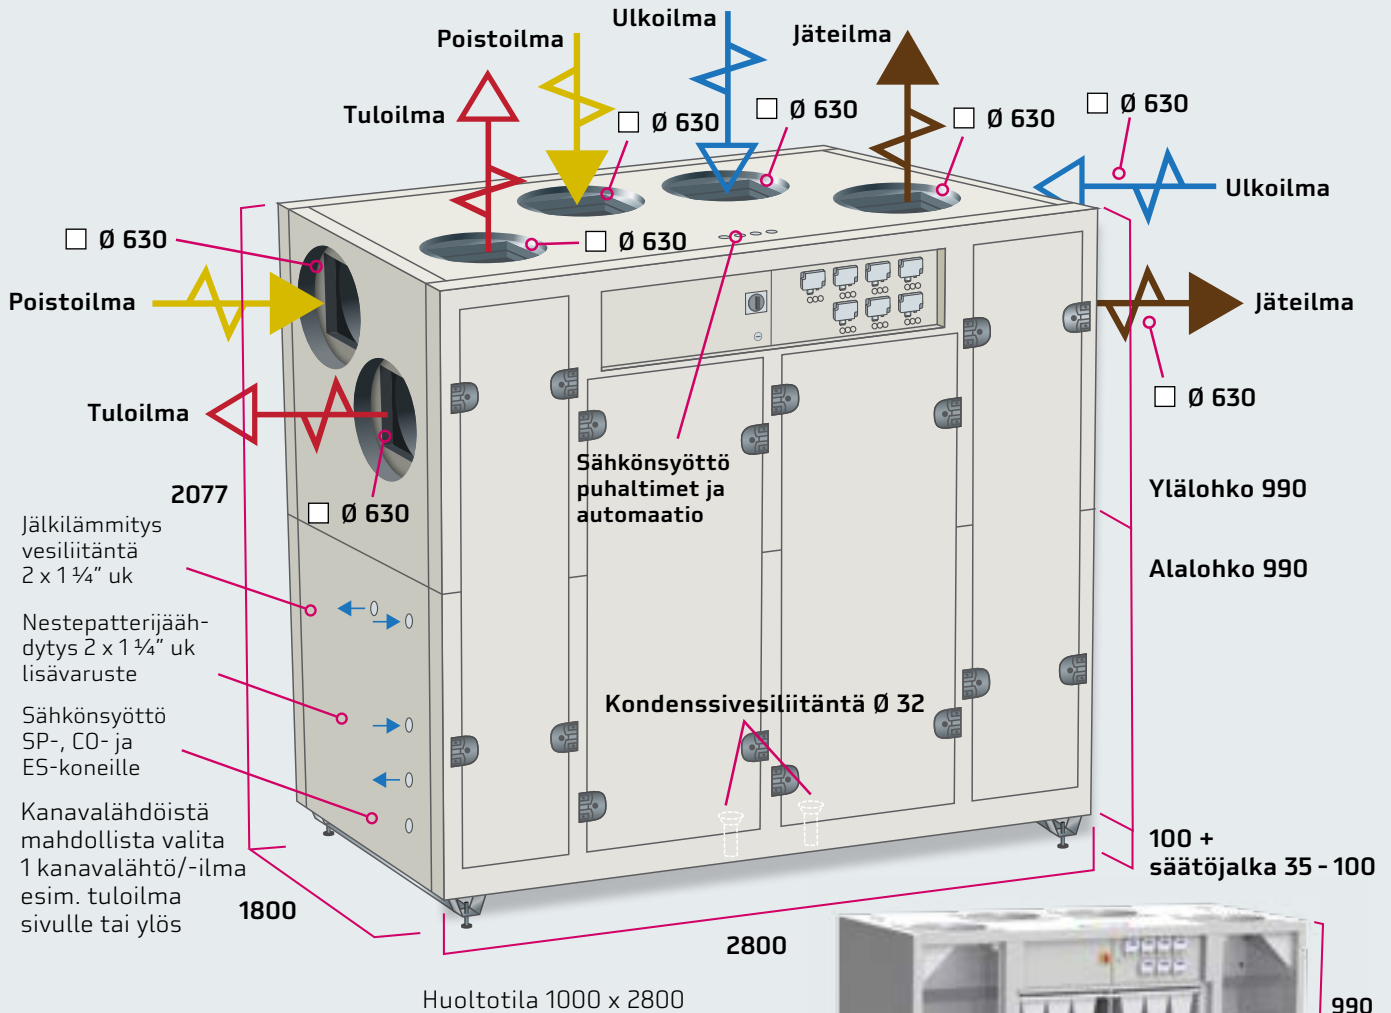 Ulkoilma
Poistoilma
Jäteilma
Tuloilma
Ø 630
Ø 630
Ø 630
Ø 630
Ulkoilma
Ø 630
Ø 630
Ø 630
Poistoilma
Jäteilma
Ø 630
Tuloilma
Sähkönsyöttö
puhaltimet ja
automaatio
2077
Ø 630
Ylälohko 990
Jälkilämmitys
vesiliitäntä
2 x 1 ¼” uk
Alalohko 990
Nestepatterijääh-
dytys 2 x 1 ¼” uk
lisävaruste
Kondenssivesiliitäntä Ø 32
Sähkönsyöttö
SP-, CO- ja
ES-koneille
Kanavalähdöistä
mahdollista valita
1 kanavalähtö/-ilma
esim. tuloilma
sivulle tai ylös
100 +
säätöjalka 35 - 100
1800
2800
Huoltotila 1000 x 2800
990